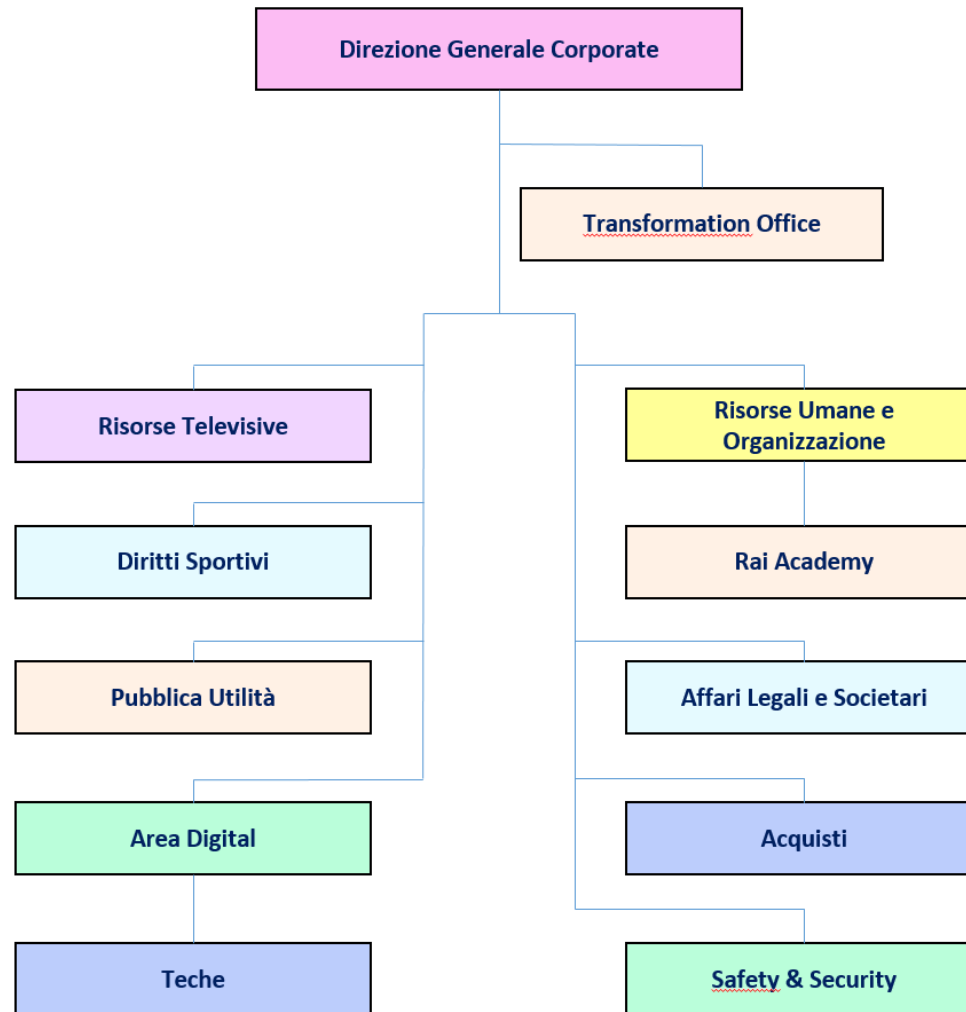 Direzione Generale Corporate
Transformation Office
Risorse Televisive
Risorse Umane e
Organizzazione
Diritti Sportivi
Rai Academy
Pubblica Utilità
Affari Legali e Societari
Area Digital
Acquisti
Teche
Safety & Security